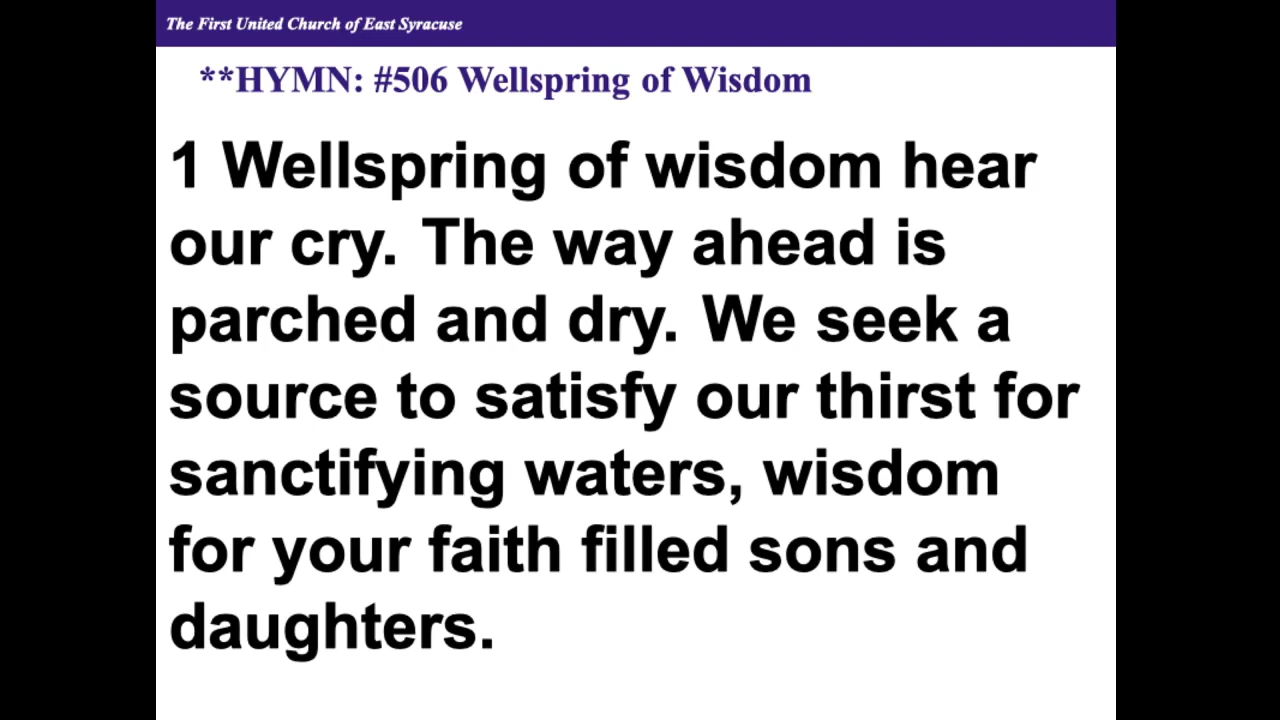 The First United Church of East Syracuse
**HYMN: #506 Wellspring of Wisdom
1 Wellspring of wisdom hear
our cry. The way ahead is
parched and dry. We seek a
source to satisfy our thirst for
sanctifying waters, wisdom
for your faith filled sons and
daughters.